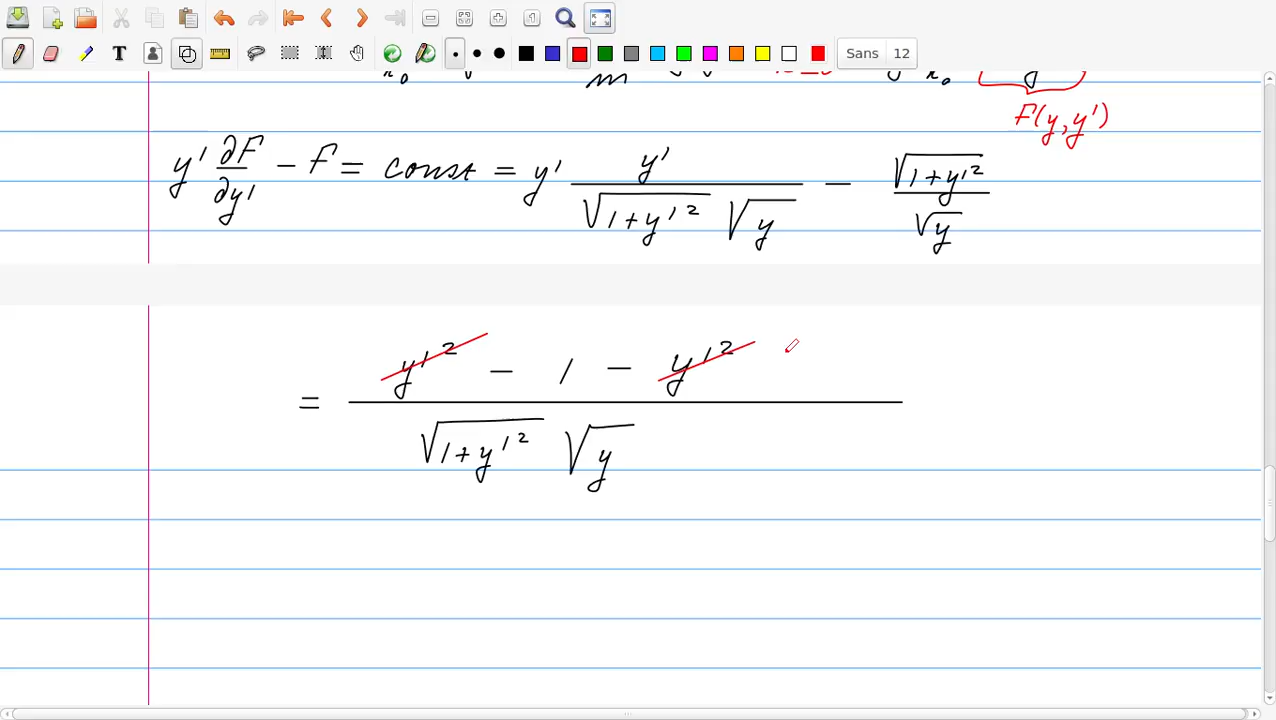 T Sans 12
F(y, y')
y' ∂F/∂y' − F = const = y' y'/(√(1+y'²) √y) − √(1+y'²)/√y
= (y'² − 1 − y'²)/(√(1+y'²) √y)